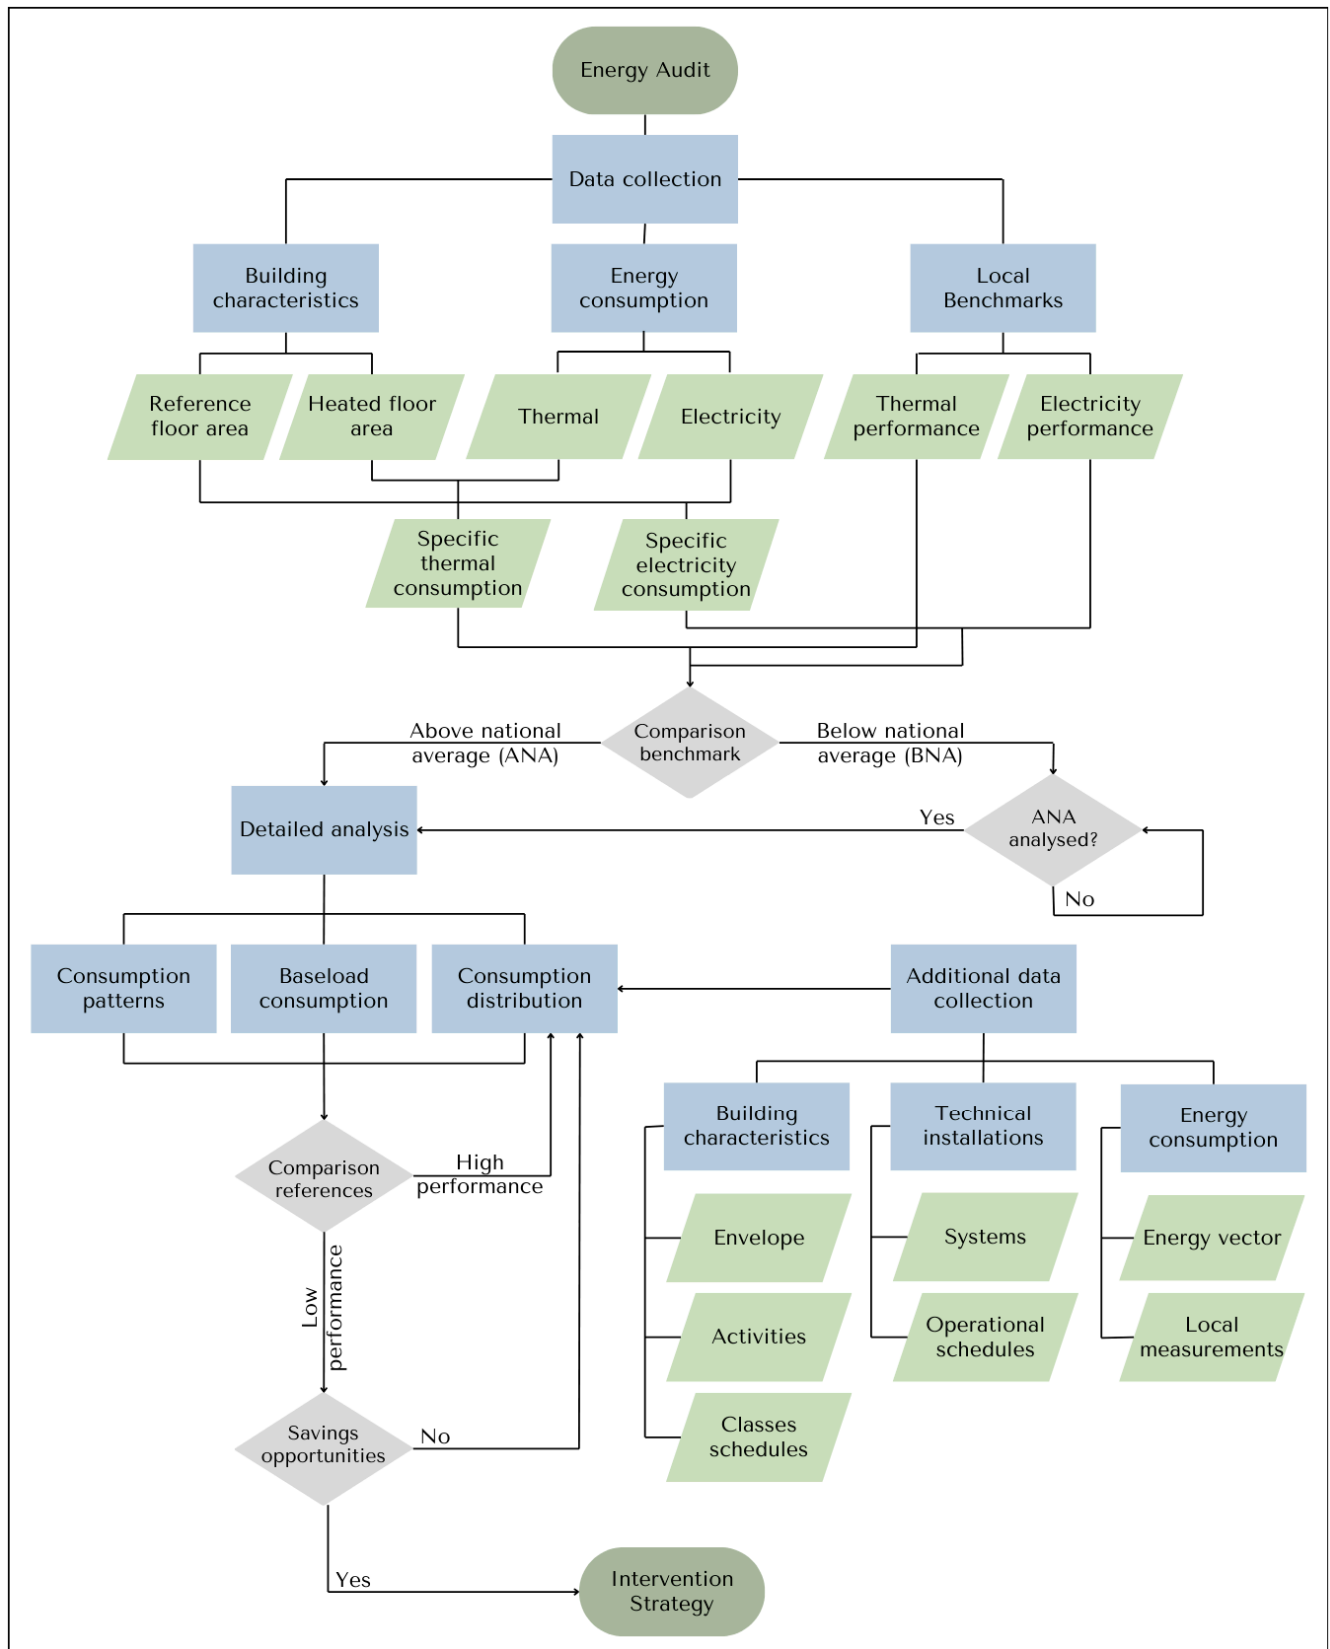 Energy Audit
Data collection
Building
characteristics
Energy
consumption
Local
Benchmarks
Reference
floor area
Heated floor
area
Thermal
Electricity
Thermal
performance
Electricity
performance
Specific
thermal
consumption
Specific
electricity
consumption
Above national
average (ANA)
Comparison
benchmark
Below national
average (BNA)
Detailed analysis
Yes
ANA
analysed?
No
Consumption
patterns
Baseload
consumption
Consumption
distribution
Additional data
collection
Building
characteristics
Technical
installations
Energy
consumption
Comparison
references
High
performance
Envelope
Systems
Energy vector
Low
performance
Activities
Operational
schedules
Local
measurements
Savings
opportunities
No
Classes
schedules
Yes
Intervention
Strategy